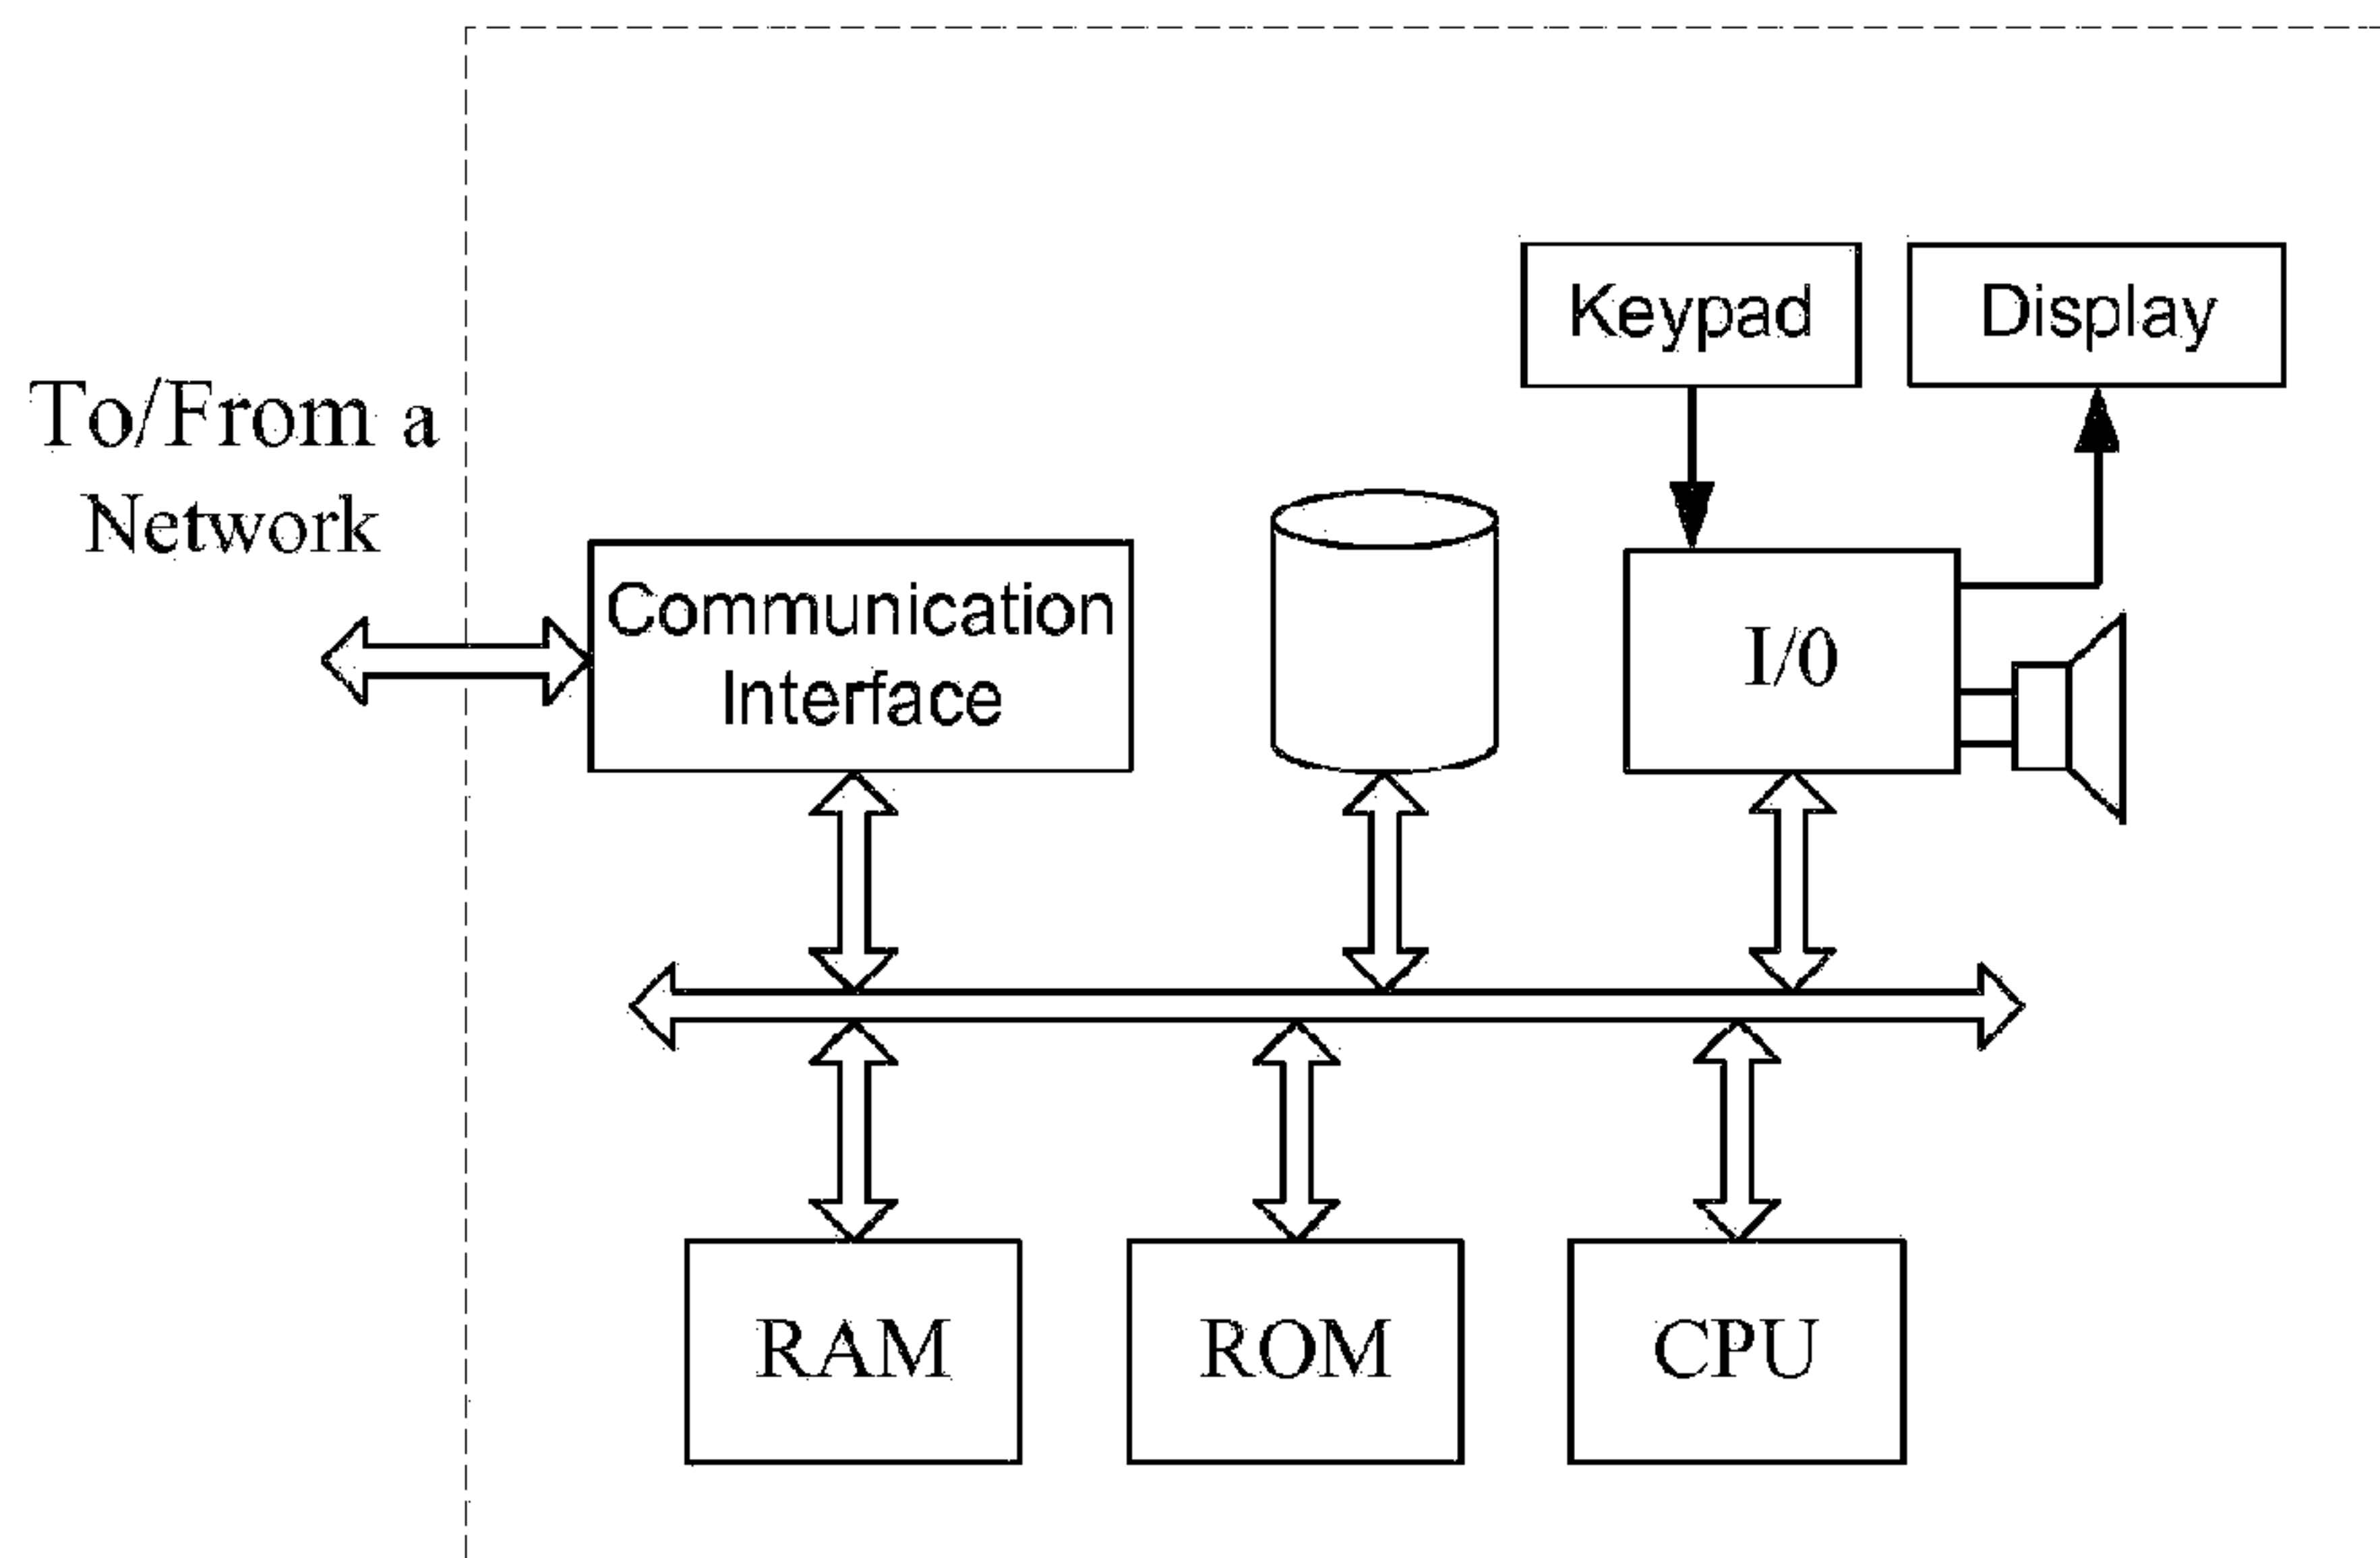 To/From a
Network
Keypad
Display
Communication
Interface
I/0
RAM
ROM
CPU